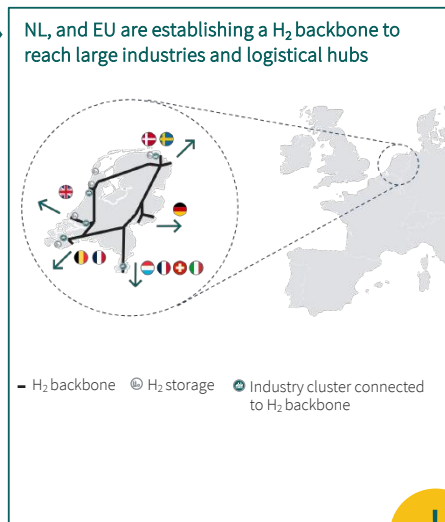 NL, and EU are establishing a H₂ backbone to
reach large industries and logistical hubs
H₂ backbone
H₂ storage
Industry cluster connected
to H₂ backbone